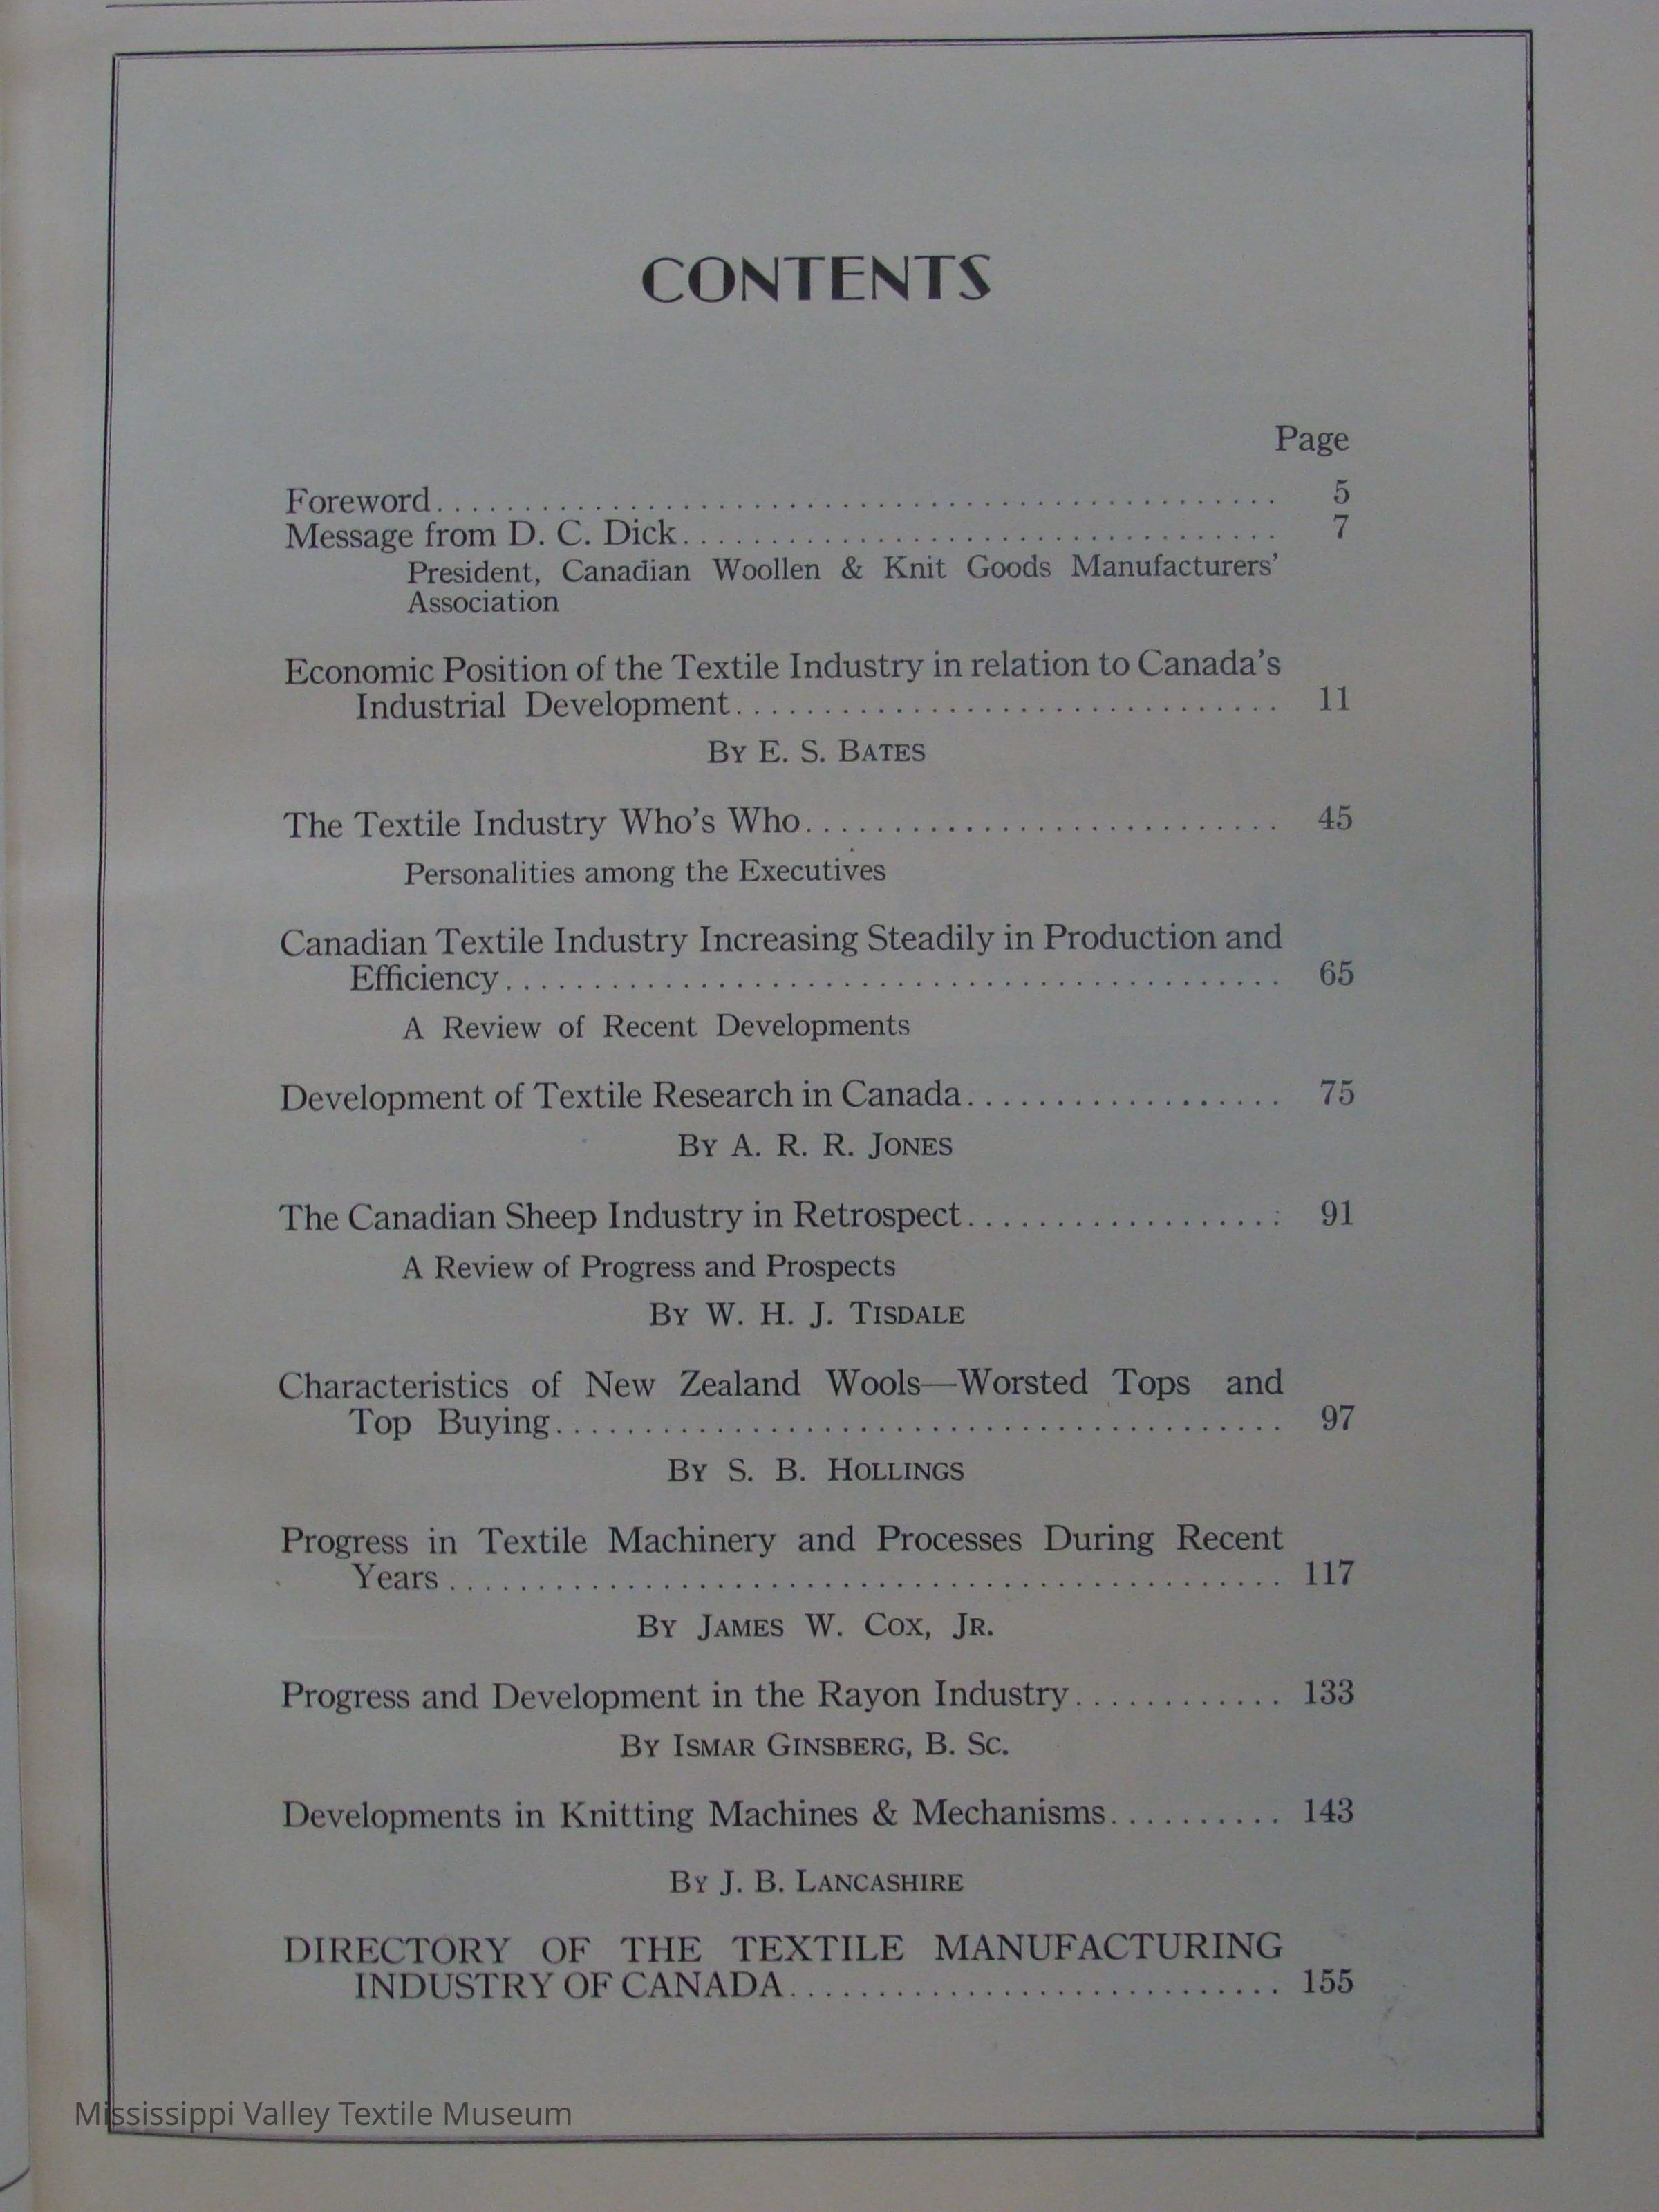 CONTENTS
Page
Foreword.................................................. 5
Message from D. C. Dick................................... 7
President, Canadian Woollen & Knit Goods Manufacturers'
Association
Economic Position of the Textile Industry in relation to Canada's
Industrial Development................................ 11
By E. S. Bates
The Textile Industry Who's Who............................ 45
Personalities among the Executives
Canadian Textile Industry Increasing Steadily in Production and
Efficiency.............................................. 65
A Review of Recent Developments
Development of Textile Research in Canada................... 75
By A. R. R. Jones
The Canadian Sheep Industry in Retrospect................... 91
A Review of Progress and Prospects
By W. H. J. Tisdale
Characteristics of New Zealand Wools—Worsted Tops and
Top Buying........................................... 97
By S. B. Hollings
Progress in Textile Machinery and Processes During Recent
Years................................................. 117
By James W. Cox, Jr.
Progress and Development in the Rayon Industry............ 133
By Ismar Ginsberg, B. Sc.
Developments in Knitting Machines & Mechanisms.......... 143
By J. B. Lancashire
DIRECTORY OF THE TEXTILE MANUFACTURING
INDUSTRY OF CANADA............................. 155
Mississippi Valley Textile Museum